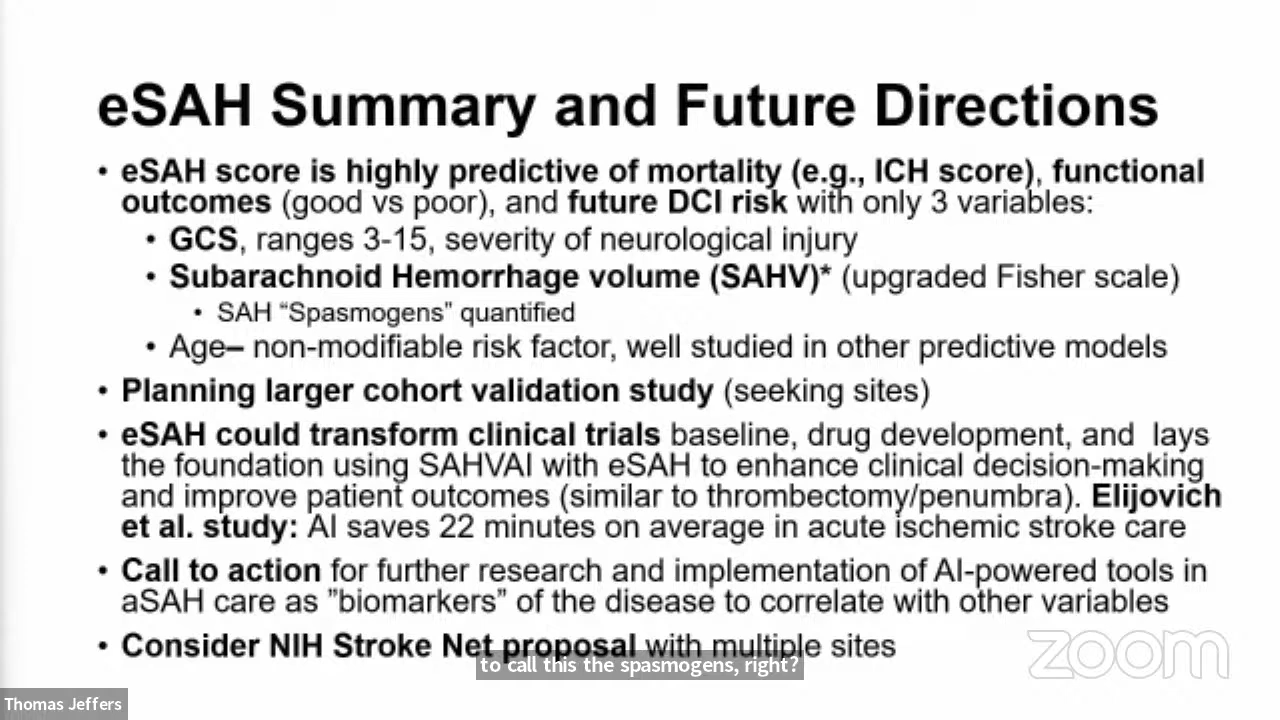 eSAH Summary and Future Directions
• eSAH score is highly predictive of mortality (e.g., ICH score), functional
outcomes (good vs poor), and future DCI risk with only 3 variables:
• GCS, ranges 3-15, severity of neurological injury
• Subarachnoid Hemorrhage volume (SAHV)* (upgraded Fisher scale)
• SAH “Spasmogens” quantified
• Age– non-modifiable risk factor, well studied in other predictive models
• Planning larger cohort validation study (seeking sites)
• eSAH could transform clinical trials baseline, drug development, and lays
the foundation using SAHVAI with eSAH to enhance clinical decision-making
and improve patient outcomes (similar to thrombectomy/penumbra). Elijovich
et al. study: AI saves 22 minutes on average in acute ischemic stroke care
• Call to action for further research and implementation of AI-powered tools in
aSAH care as ”biomarkers” of the disease to correlate with other variables
• Consider NIH Stroke Net proposal with multiple sites
to call this the spasmogens, right?
zoom
Thomas Jeffers